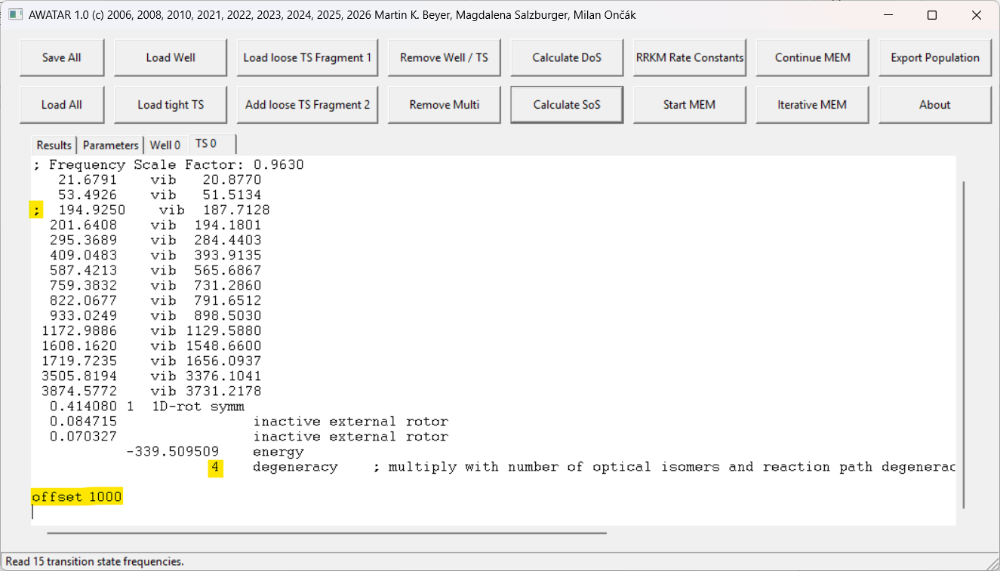 AWATAR 1.0 (c) 2006, 2008, 2010, 2021, 2022, 2023, 2024, 2025, 2026 Martin K. Beyer, Magdalena Salzburger, Milan Ončák
Save All Load Well Load loose TS Fragment 1 Remove Well / TS Calculate DoS RRKM Rate Constants Continue MEM Export Population
Load All Load tight TS Add loose TS Fragment 2 Remove Multi Calculate SoS Start MEM Iterative MEM About
Results Parameters Well 0 TS 0
; Frequency Scale Factor: 0.9630
21.6791 vib 20.8770
53.4926 vib 51.5134
; 194.9250 vib 187.7128
201.6408 vib 194.1801
295.3689 vib 284.4403
409.0483 vib 393.9135
587.4213 vib 565.6867
759.3832 vib 731.2860
822.0677 vib 791.6512
933.0249 vib 898.5030
1172.9886 vib 1129.5880
1608.1620 vib 1548.6600
1719.7235 vib 1656.0937
3505.8194 vib 3376.1041
3874.5772 vib 3731.2178
0.414080 1 1D-rot symm
0.084715 inactive external rotor
0.070327 inactive external rotor
-339.509509 energy
4 degeneracy ; multiply with number of optical isomers and reaction path degenerac
offset 1000
Read 15 transition state frequencies.